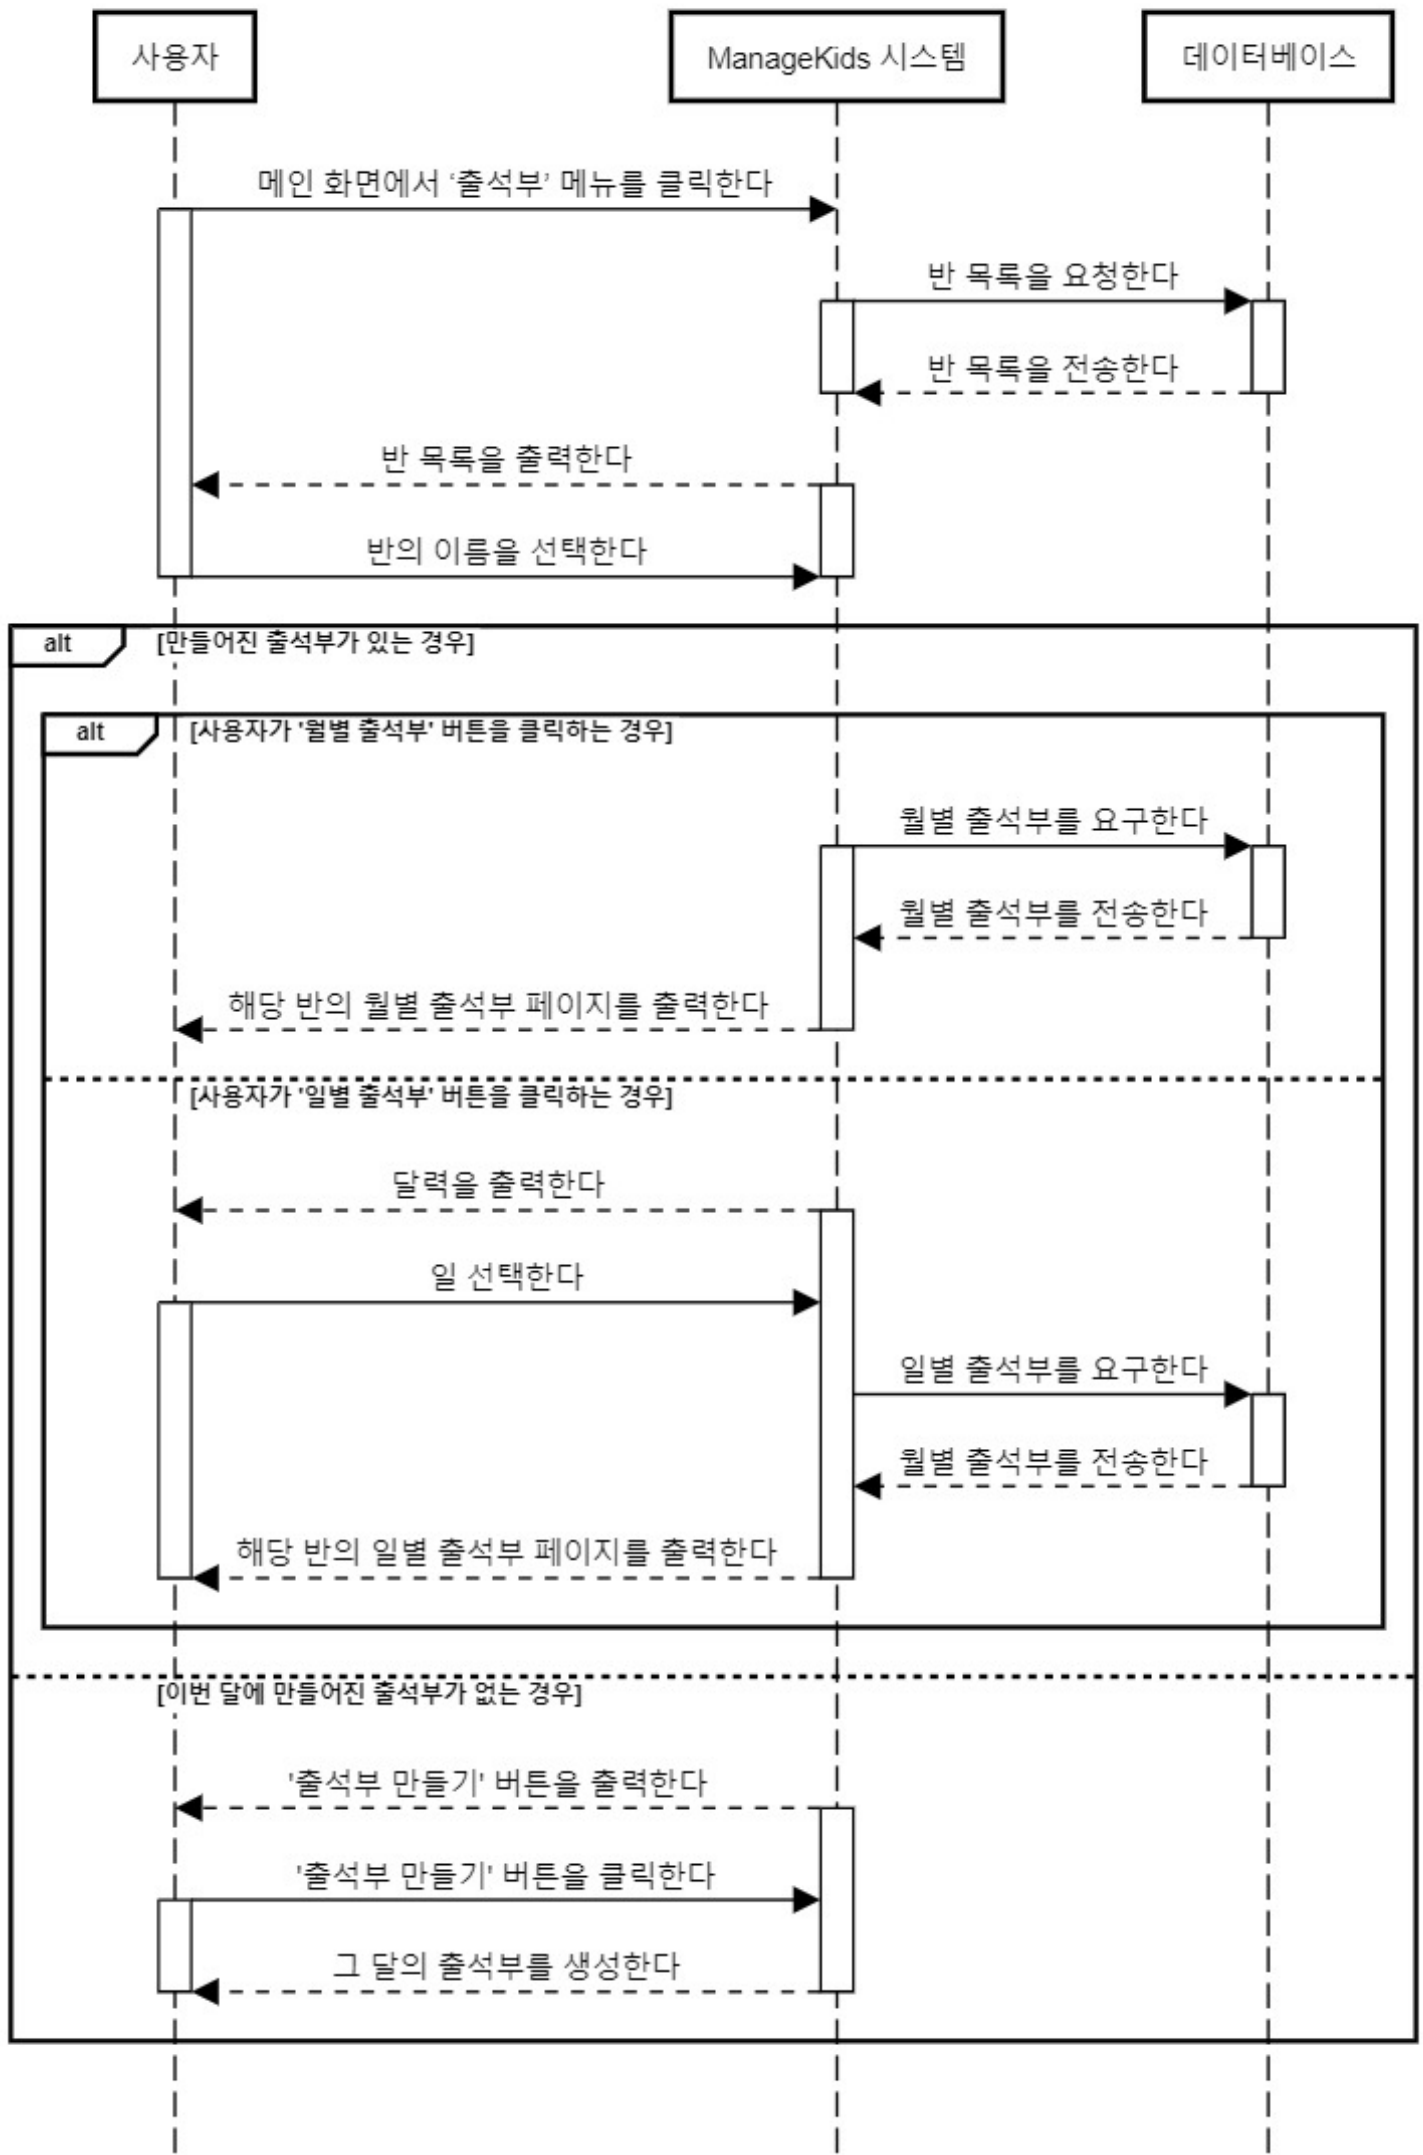 사용자
ManageKids 시스템
데이터베이스
메인 화면에서 ‘출석부’ 메뉴를 클릭한다
반 목록을 요청한다
반 목록을 전송한다
반 목록을 출력한다
반의 이름을 선택한다
alt
[만들어진 출석부가 있는 경우]
alt
[사용자가 '월별 출석부' 버튼을 클릭하는 경우]
월별 출석부를 요구한다
월별 출석부를 전송한다
해당 반의 월별 출석부 페이지를 출력한다
[사용자가 '일별 출석부' 버튼을 클릭하는 경우]
달력을 출력한다
일 선택한다
일별 출석부를 요구한다
월별 출석부를 전송한다
해당 반의 일별 출석부 페이지를 출력한다
[이번 달에 만들어진 출석부가 없는 경우]
'출석부 만들기' 버튼을 출력한다
'출석부 만들기' 버튼을 클릭한다
그 달의 출석부를 생성한다